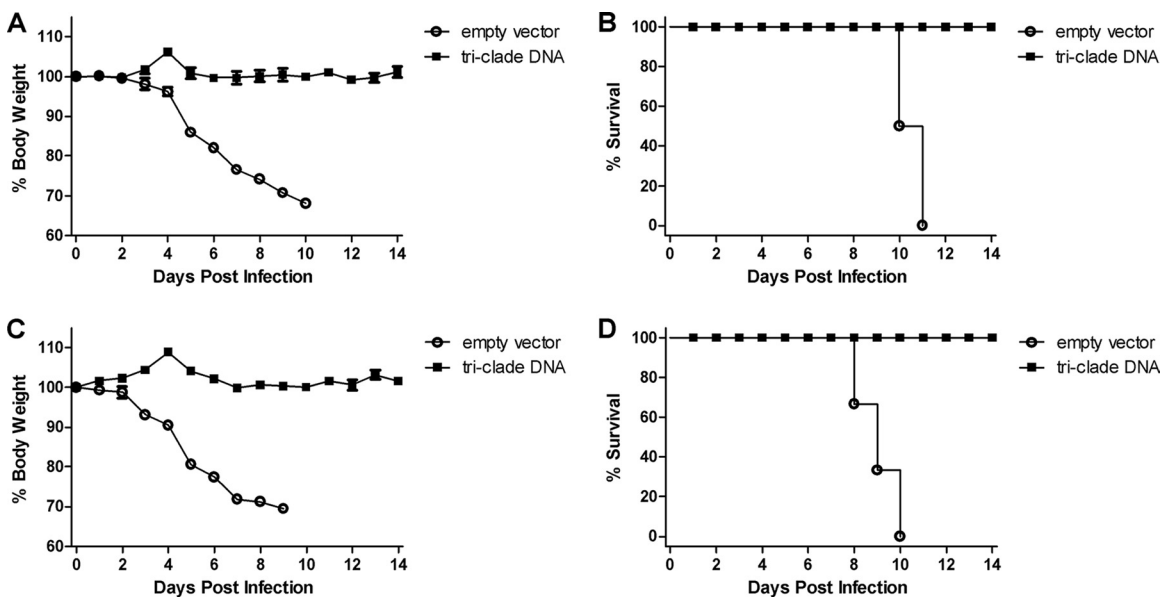 A
% Body Weight
110
100
90
80
70
60
0 2 4 6 8 10 12 14
Days Post Infection
empty vector
tri-clade DNA
B
% Survival
100
80
60
40
20
0
0 2 4 6 8 10 12 14
Days Post Infection
empty vector
tri-clade DNA
C
% Body Weight
110
100
90
80
70
60
0 2 4 6 8 10 12 14
Days Post Infection
empty vector
tri-clade DNA
D
% Survival
100
80
60
40
20
0
0 2 4 6 8 10 12 14
Days Post Infection
empty vector
tri-clade DNA